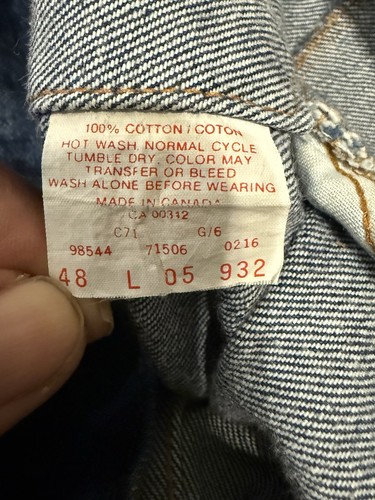 100% COTTON / COTON
HOT WASH, NORMAL CYCLE
TUMBLE DRY, COLOR MAY
TRANSFER OR BLEED
WASH ALONE BEFORE WEARING
MADE IN CANADA
CA 00312
C71 G/6
98544 71506 0216
48 L 05 932